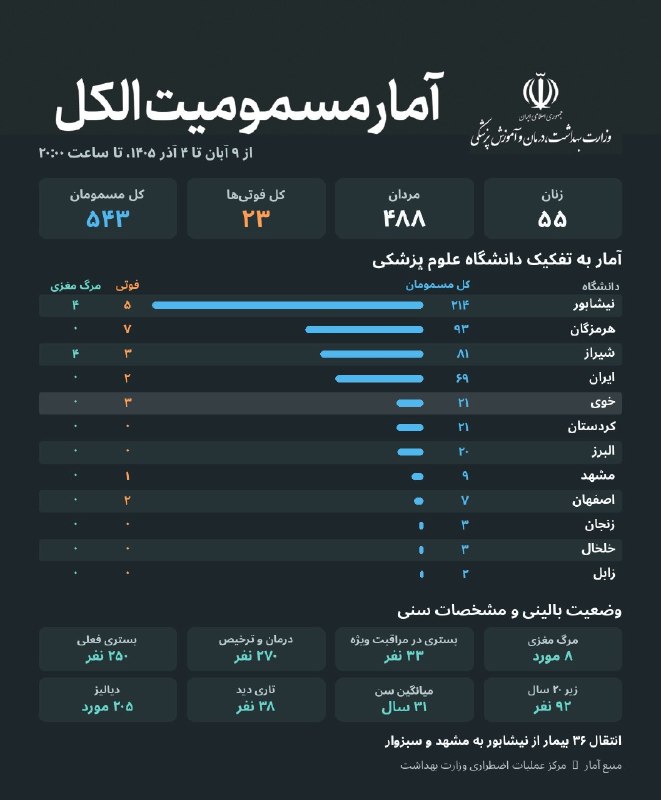 جمهوری اسلامی ایران
وزارت بهداشت، درمان و آموزش پزشکی
آمار مسمومیت الکل
از ۹ آبان تا ۴ آذر ۱۴۰۵، تا ساعت ۲۰:۰۰
زنان مردان کل فوتی‌ها کل مسمومان
۵۵ ۴۸۸ ۲۳ ۵۴۳
آمار به تفکیک دانشگاه علوم پزشکی
دانشگاه کل مسمومان فوتی مرگ مغزی
نیشابور ۲۱۴ ۵ ۴
هرمزگان ۹۳ ۷ ۰
شیراز ۸۱ ۳ ۴
ایران ۶۹ ۲ ۰
خوی ۲۱ ۳ ۰
کردستان ۲۱ ۰ ۰
البرز ۲۰ ۰ ۰
مشهد ۹ ۱ ۰
اصفهان ۷ ۲ ۰
زنجان ۳ ۰ ۰
خلخال ۳ ۰ ۰
زابل ۲ ۰ ۰
وضعیت بالینی و مشخصات سنی
مرگ مغزی بستری در مراقبت ویژه درمان و ترخیص بستری فعلی
۸ مورد ۳۳ نفر ۲۷۰ نفر ۲۵۰ نفر
زیر ۲۰ سال میانگین سن تاری دید دیالیز
۹۲ نفر ۳۱ سال ۳۸ نفر ۲۰۵ مورد
انتقال ۳۶ بیمار از نیشابور به مشهد و سبزوار
منبع آمار ▯ مرکز عملیات اضطراری وزارت بهداشت